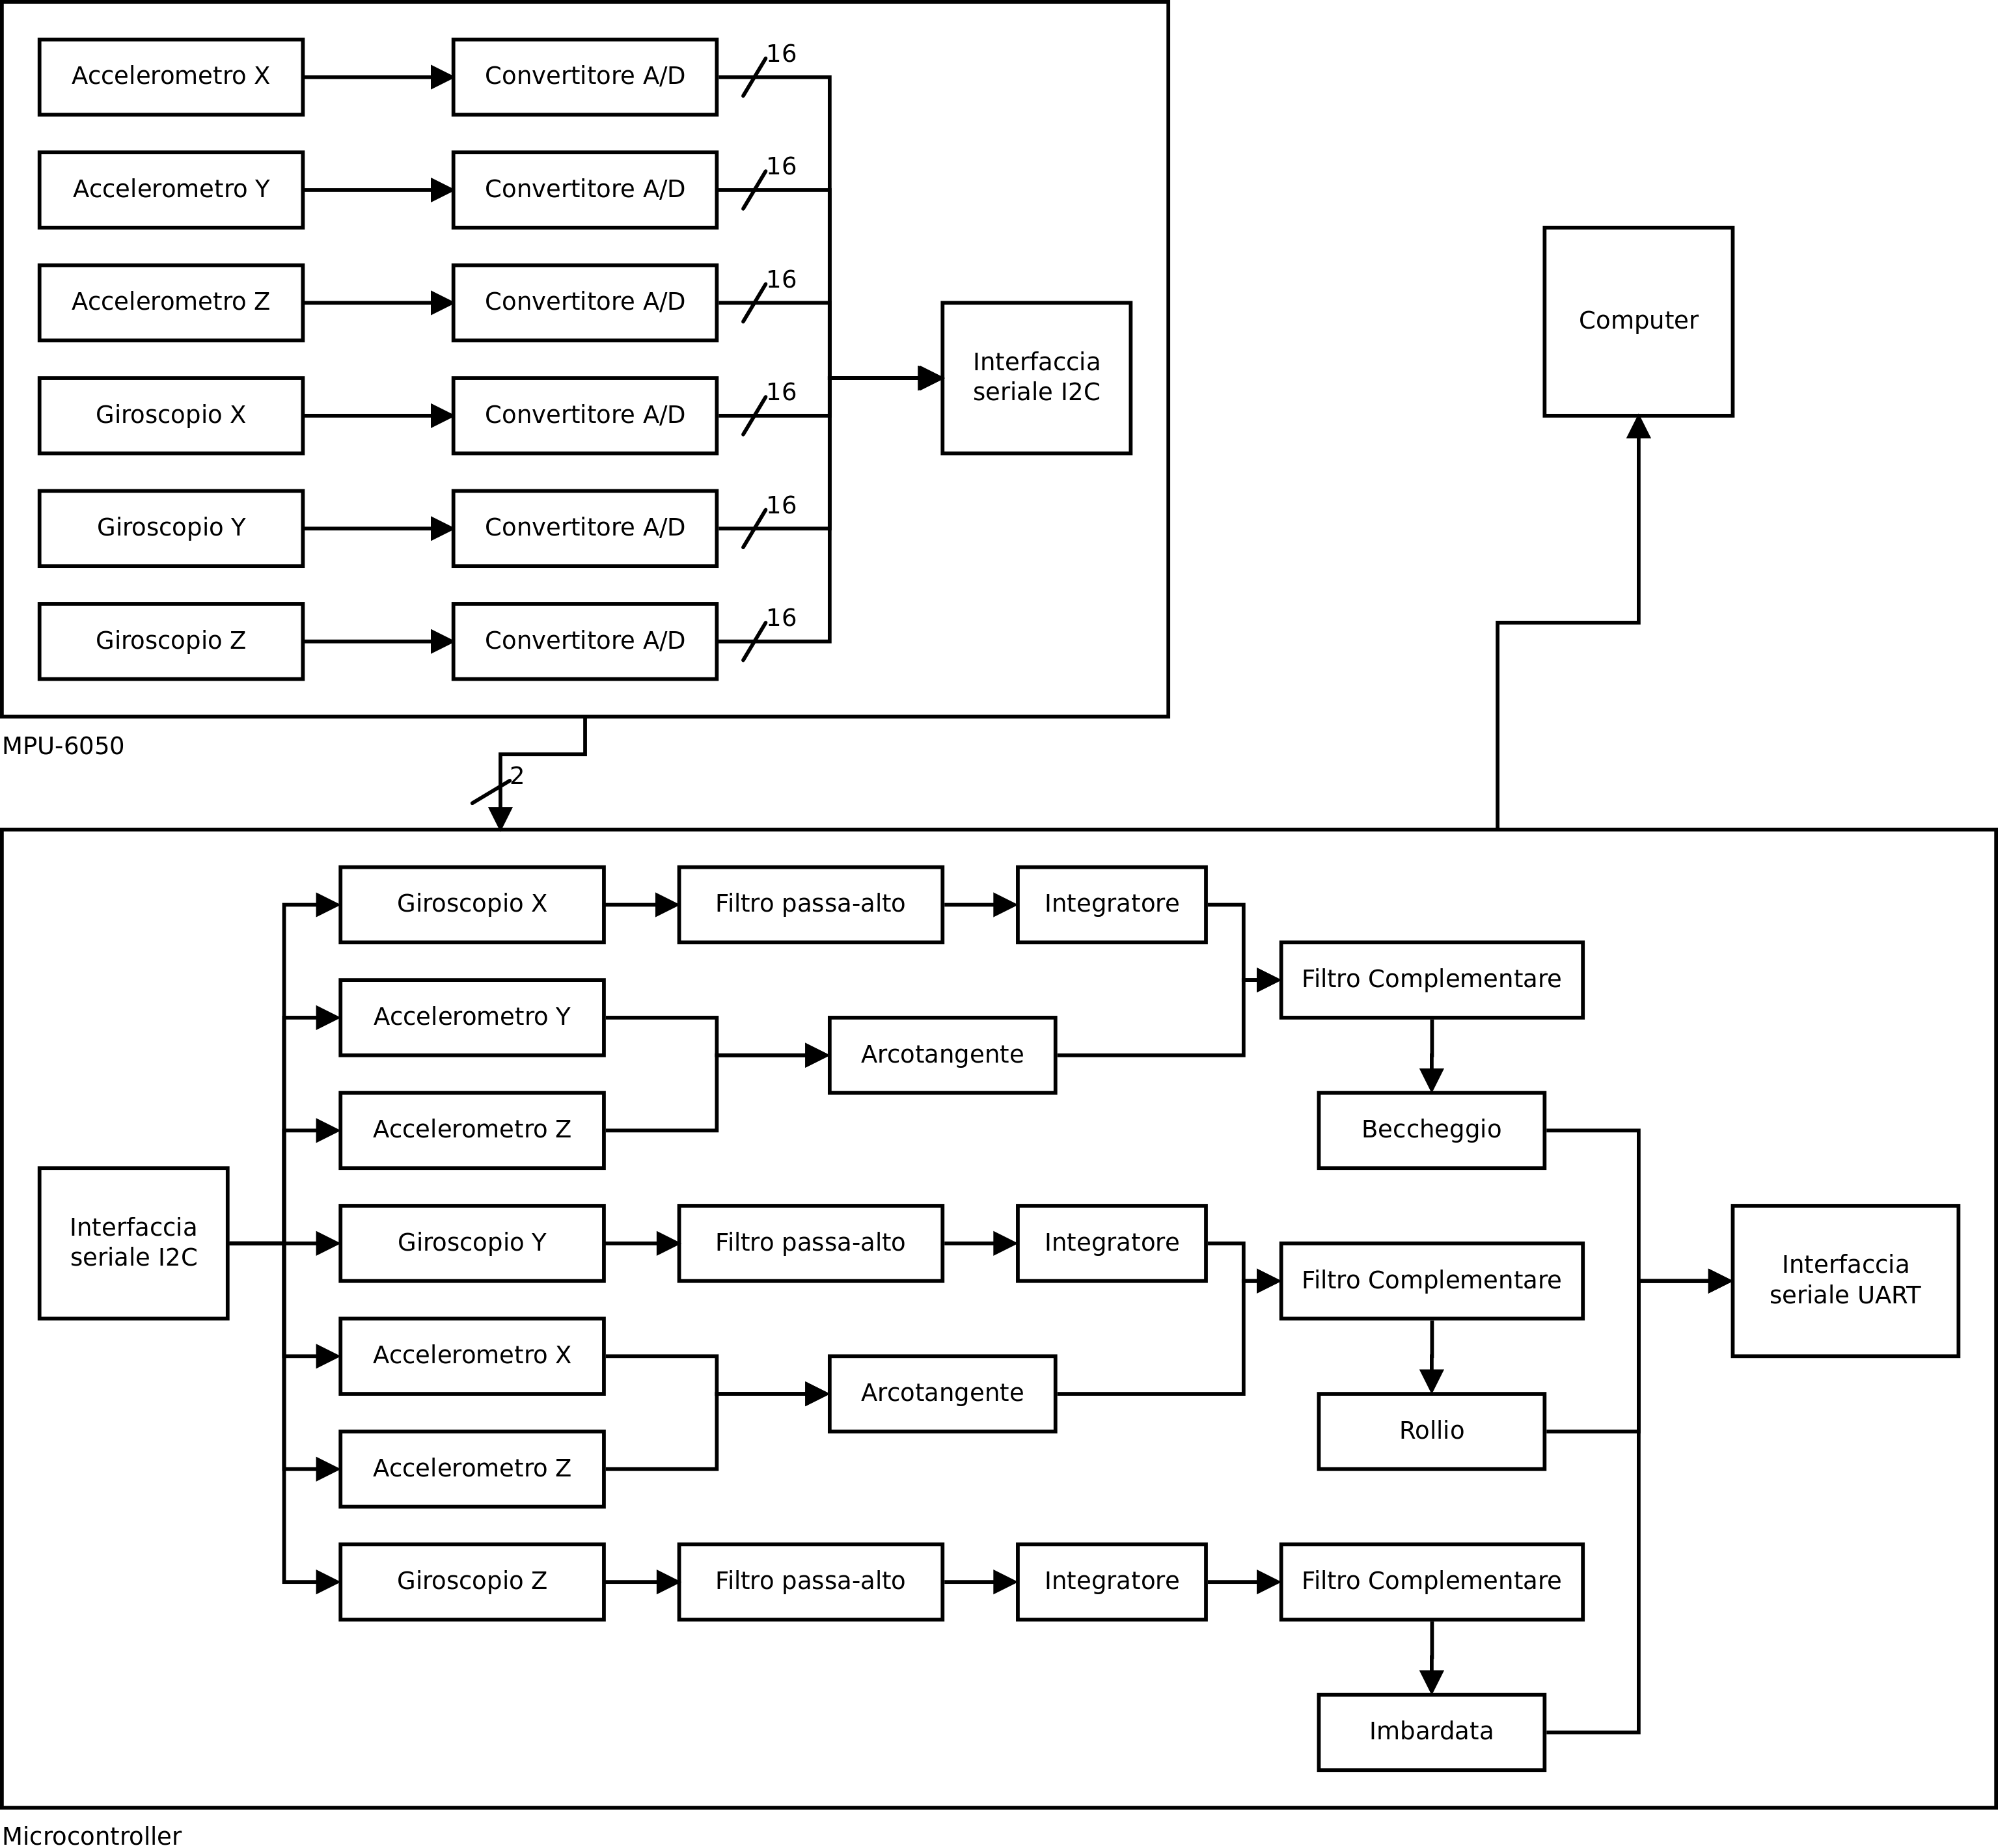 Accelerometro X
Convertitore A/D
16
Accelerometro Y
Convertitore A/D
16
Accelerometro Z
Convertitore A/D
16
Giroscopio X
Convertitore A/D
16
Giroscopio Y
Convertitore A/D
16
Giroscopio Z
Convertitore A/D
16
Interfaccia
seriale I2C
Computer
MPU-6050
2
Interfaccia
seriale I2C
Giroscopio X
Filtro passa-alto
Integratore
Filtro Complementare
Accelerometro Y
Arcotangente
Accelerometro Z
Beccheggio
Giroscopio Y
Filtro passa-alto
Integratore
Filtro Complementare
Interfaccia
seriale UART
Accelerometro X
Arcotangente
Accelerometro Z
Rollio
Giroscopio Z
Filtro passa-alto
Integratore
Filtro Complementare
Imbardata
Microcontroller